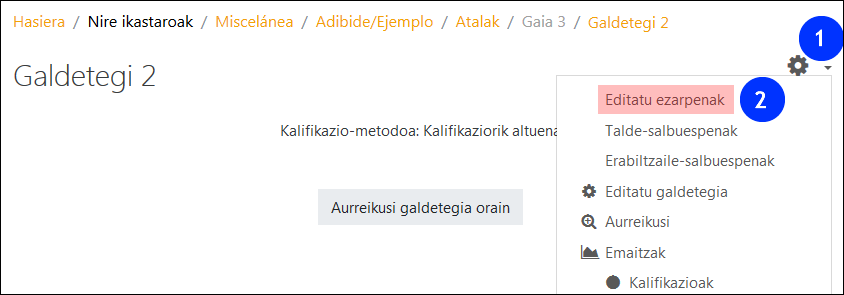 Hasiera / Nire ikastaroak / Miscelánea / Adibide/Ejemplo / Atalak / Gaia 3 / Galdetegi 2
1
Galdetegi 2
Editatu ezarpenak
2
Kalifikazio-metodoa: Kalifikaziorik altuena
Talde-salbuespenak
Erabiltzaile-salbuespenak
Editatu galdetegia
Aurreikusi galdetegia orain
Aurreikusi
Emaitzak
Kalifikazioak